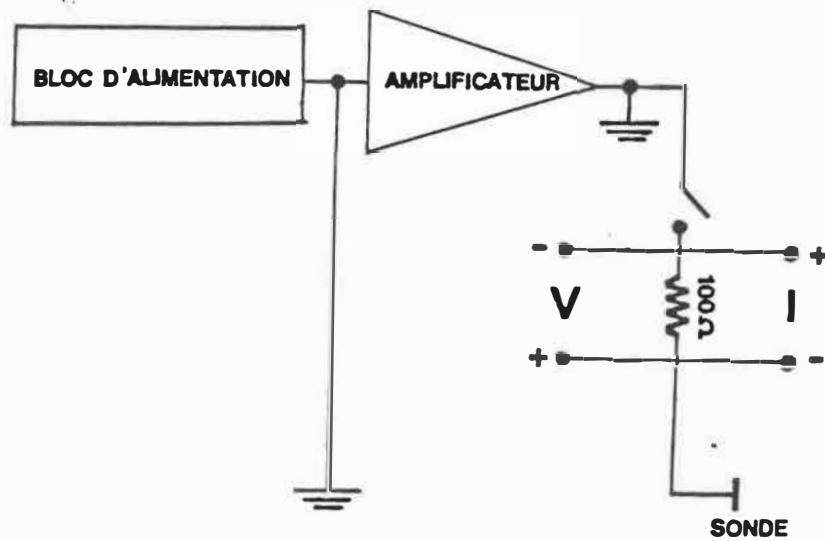 BLOC D'ALIMENTATION
AMPLIFICATEUR
- +
100Ω
V I
+ -
SONDE